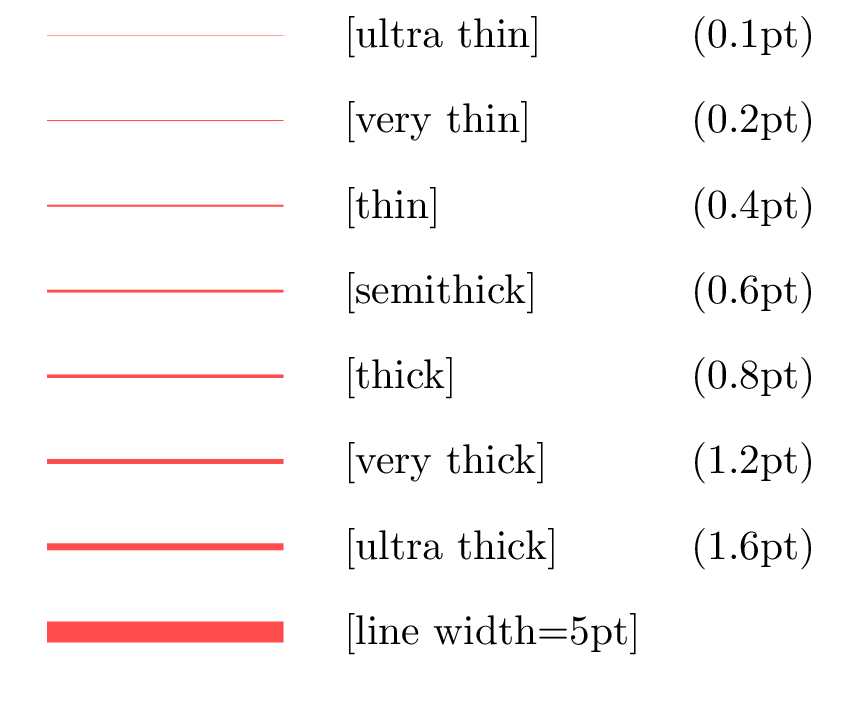 [ultra thin] (0.1pt)
[very thin] (0.2pt)
[thin] (0.4pt)
[semithick] (0.6pt)
[thick] (0.8pt)
[very thick] (1.2pt)
[ultra thick] (1.6pt)
[line width=5pt]